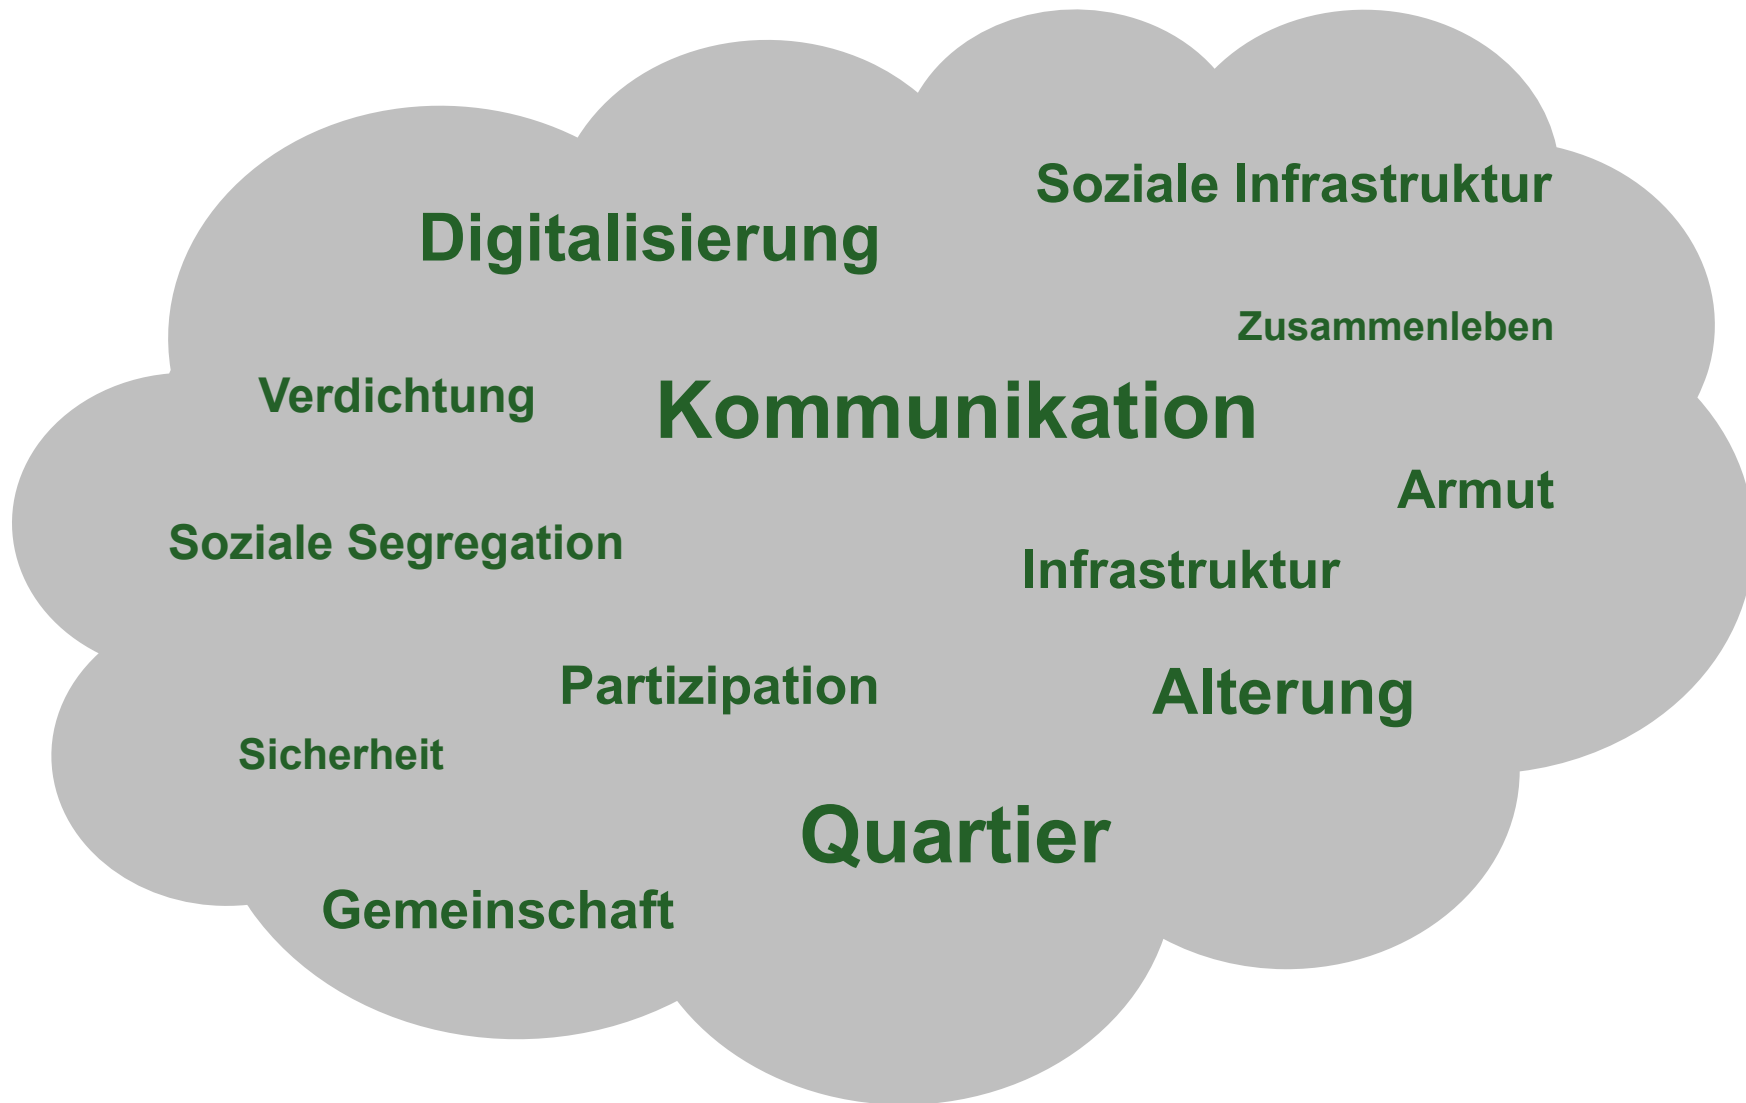 Soziale Infrastruktur
Digitalisierung
Zusammenleben
Verdichtung
Kommunikation
Armut
Soziale Segregation
Infrastruktur
Partizipation
Alterung
Sicherheit
Quartier
Gemeinschaft